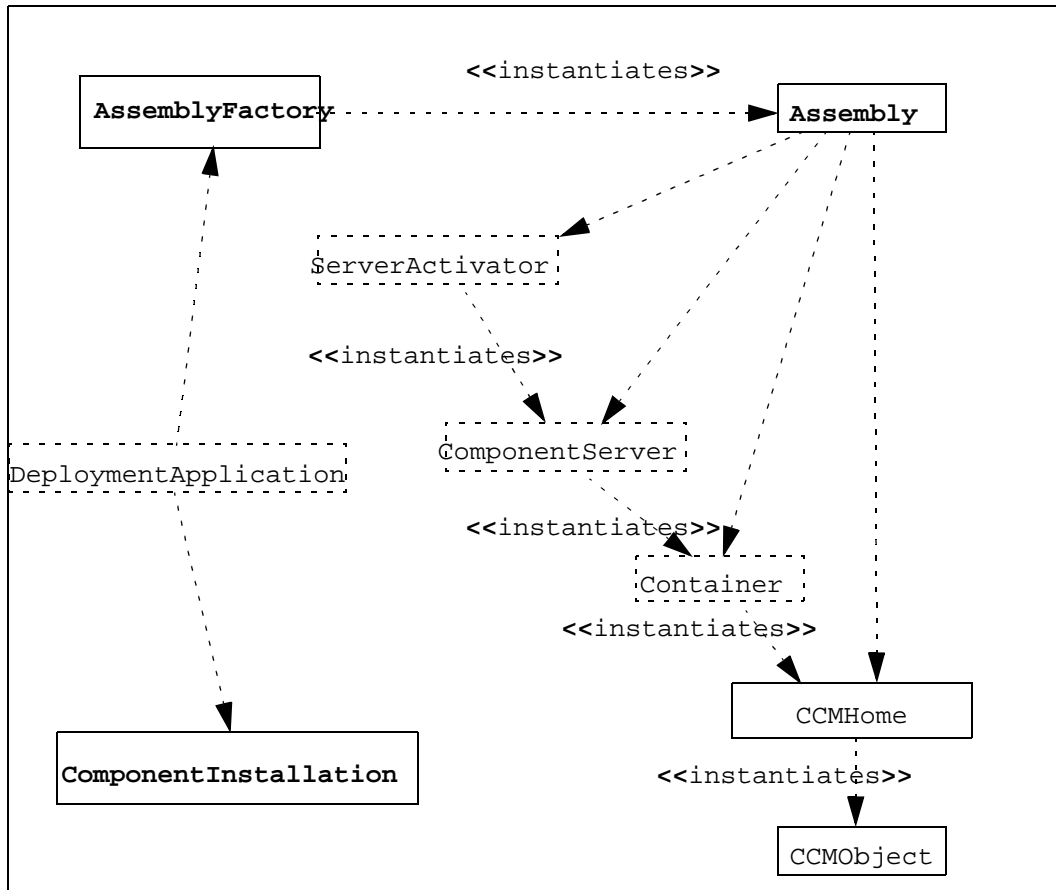 <<instantiates>>
AssemblyFactory
Assembly
ServerActivator
<<instantiates>>
ComponentServer
DeploymentApplication
<<instantiates>>
Container
<<instantiates>>
CCMHome
ComponentInstallation
<<instantiates>>
CCMObject